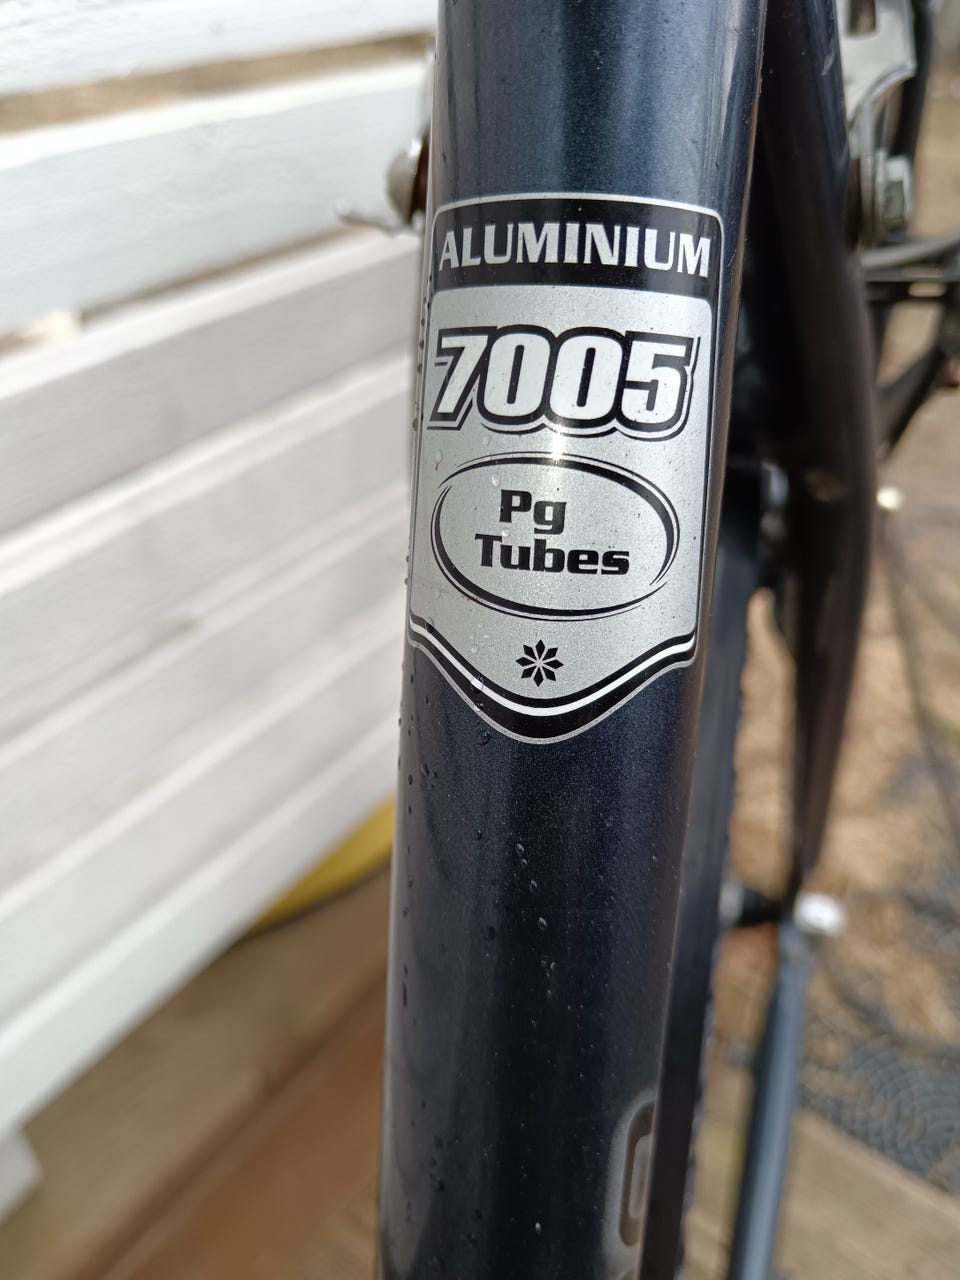 ALUMINIUM
7005
Pg
Tubes